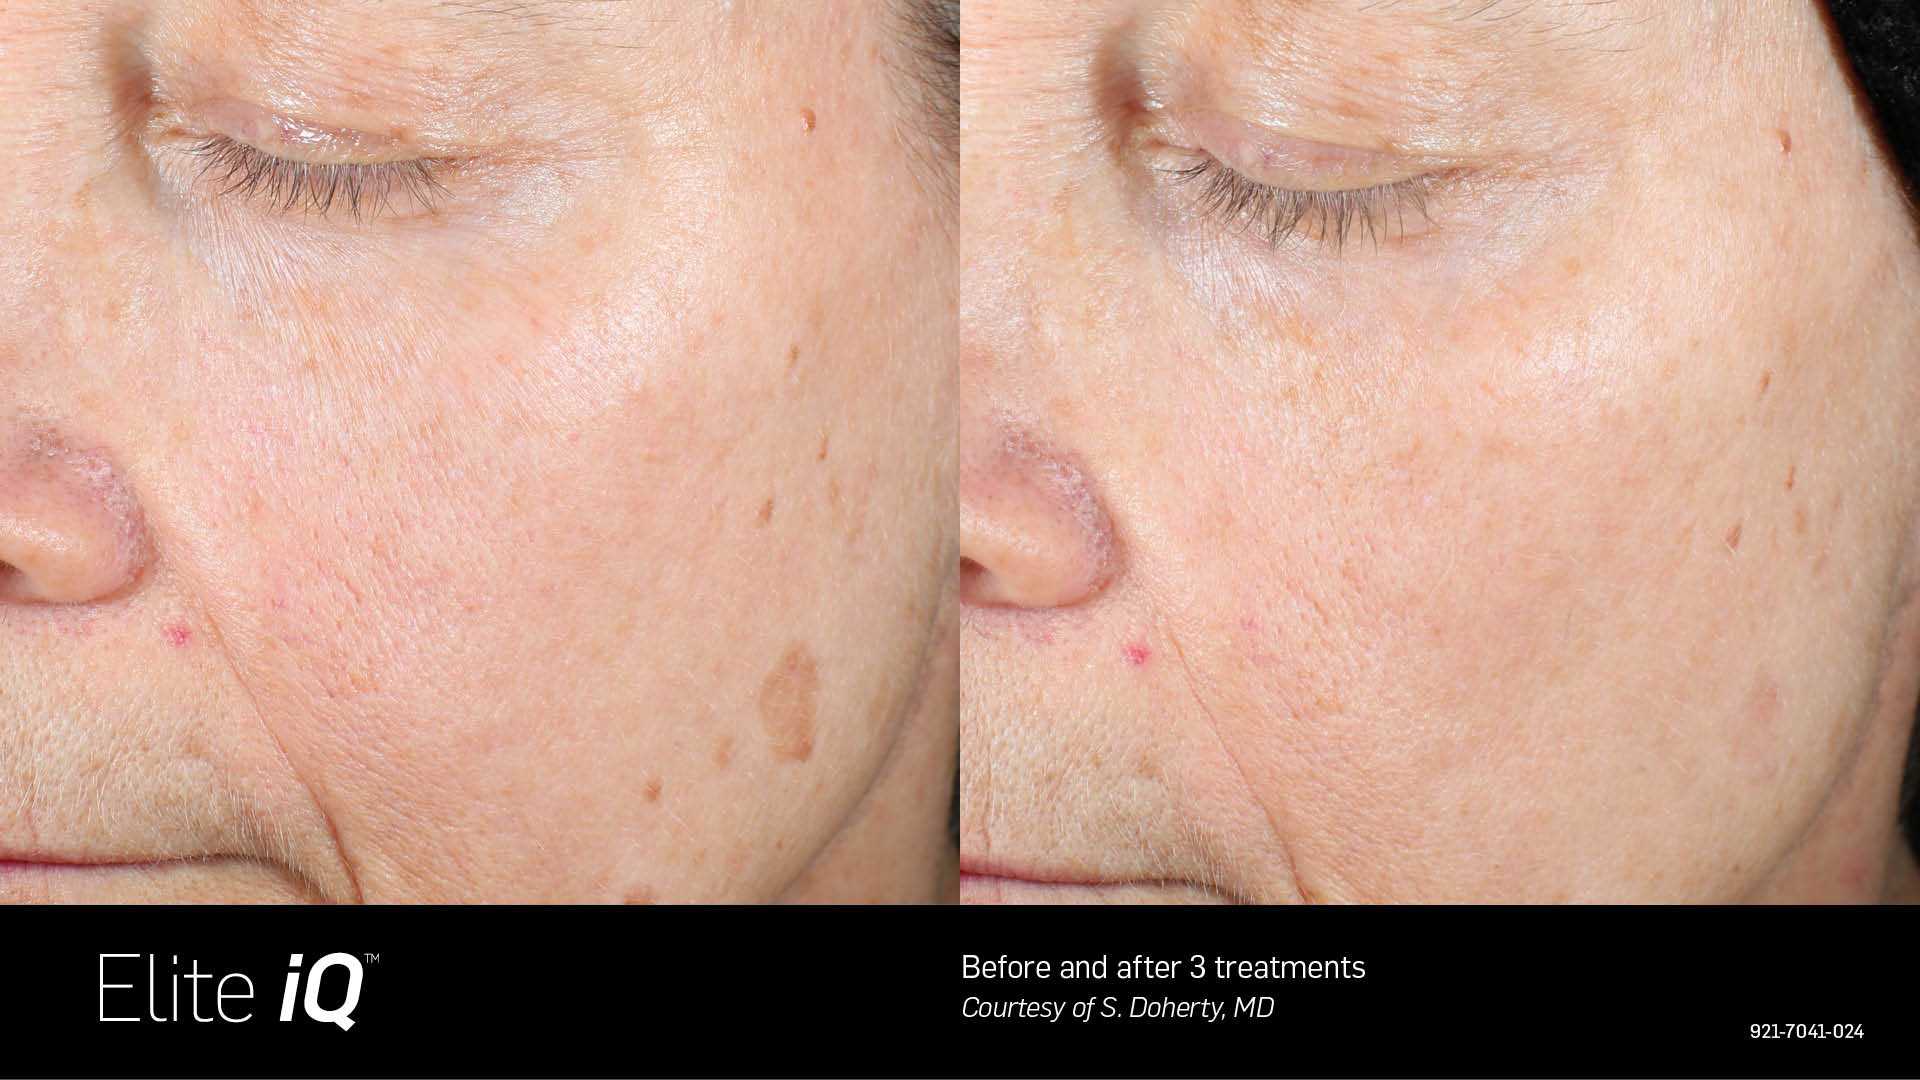 Elite iQ™
Before and after 3 treatments
Courtesy of S. Doherty, MD
921-7041-024